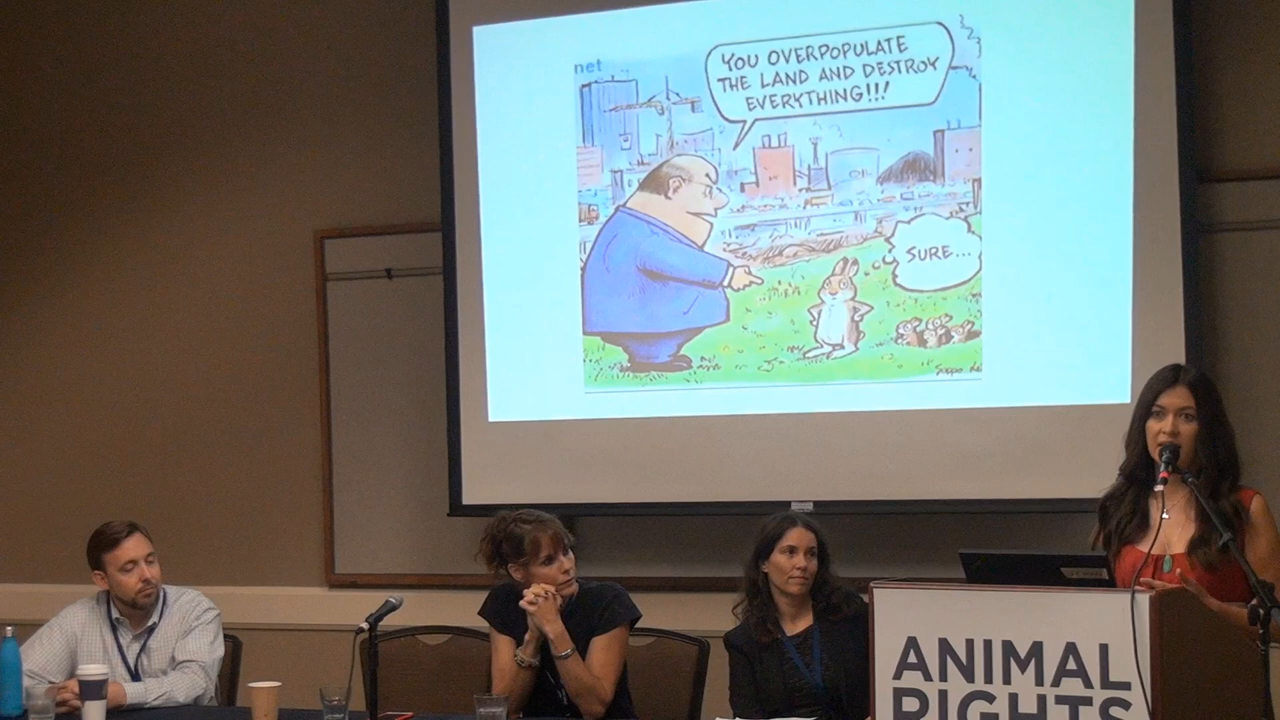 net
YOU OVERPOPULATE
THE LAND AND DESTROY
EVERYTHING!!!
SURE...
ANIMAL
RIGHTS